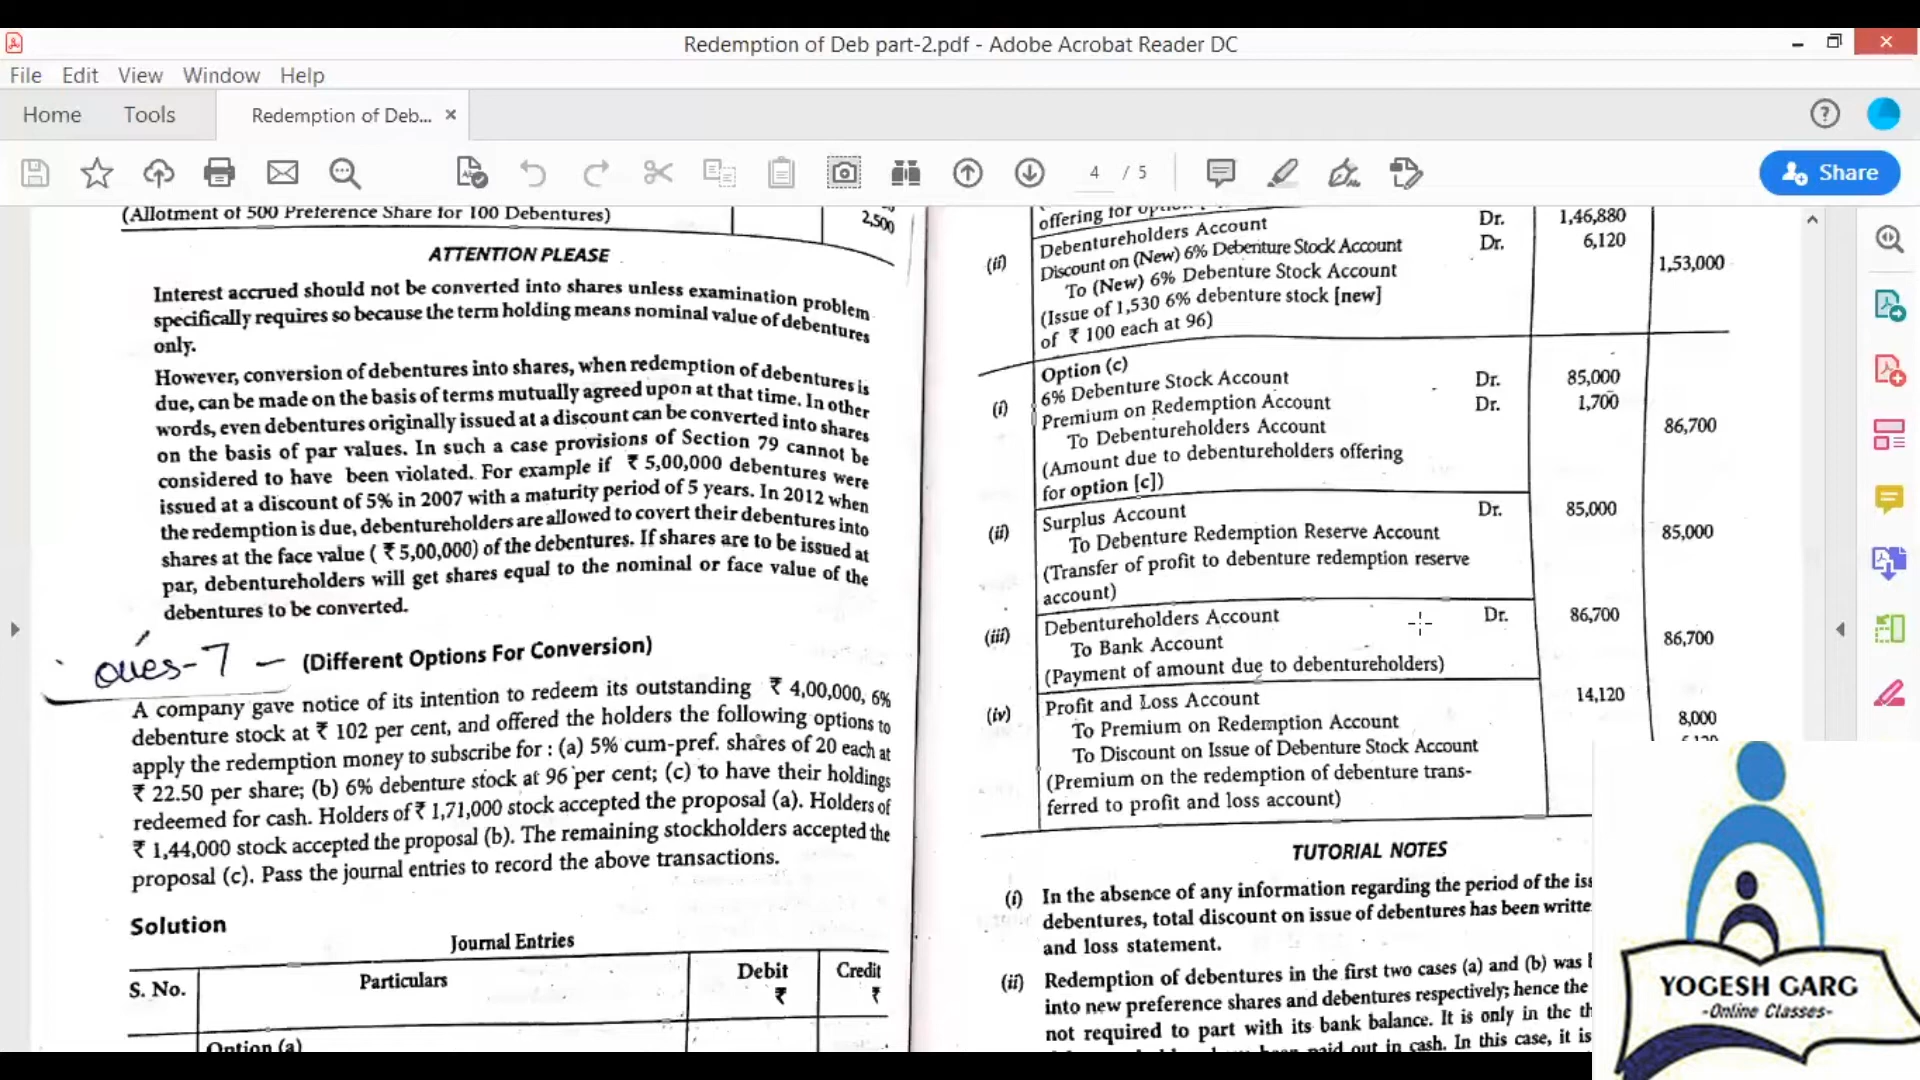 Redemption of Deb part-2.pdf - Adobe Acrobat Reader DC
File Edit View Window Help
Home Tools Redemption of Deb... ×
4 / 5
Share
(Allotment of 500 Preference Share for 100 Debentures) 2,500
ATTENTION PLEASE
Interest accrued should not be converted into shares unless examination problem
specifically requires so because the term holding means nominal value of debentures
only.
However, conversion of debentures into shares, when redemption of debentures is
due, can be made on the basis of terms mutually agreed upon at that time. In other
words, even debentures originally issued at a discount can be converted into shares
on the basis of par values. In such a case provisions of Section 79 cannot be
considered to have been violated. For example if ₹ 5,00,000 debentures were
issued at a discount of 5% in 2007 with a maturity period of 5 years. In 2012 when
the redemption is due, debentureholders are allowed to covert their debentures into
shares at the face value ( ₹ 5,00,000) of the debentures. If shares are to be issued at
par, debentureholders will get shares equal to the nominal or face value of the
debentures to be converted.
Ques-7 — (Different Options For Conversion)
A company gave notice of its intention to redeem its outstanding ₹ 4,00,000, 6%
debenture stock at ₹ 102 per cent, and offered the holders the following options to
apply the redemption money to subscribe for : (a) 5% cum-pref. shares of 20 each at
₹ 22.50 per share; (b) 6% debenture stock at 96 per cent; (c) to have their holdings
redeemed for cash. Holders of ₹ 1,71,000 stock accepted the proposal (a). Holders of
₹ 1,44,000 stock accepted the proposal (b). The remaining stockholders accepted the
proposal (c). Pass the journal entries to record the above transactions.
Solution
Journal Entries
S. No. Particulars Debit ₹ Credit ₹
Option (a)
offering for option
(ii) Debentureholders Account Dr. 1,46,880
Discount on (New) 6% Debenture Stock Account Dr. 6,120
To (New) 6% Debenture Stock Account 1,53,000
(Issue of 1,530 6% debenture stock [new]
of ₹ 100 each at 96)
Option (c)
(i) 6% Debenture Stock Account Dr. 85,000
Premium on Redemption Account Dr. 1,700
To Debentureholders Account 86,700
(Amount due to debentureholders offering
for option [c])
(ii) Surplus Account Dr. 85,000
To Debenture Redemption Reserve Account 85,000
(Transfer of profit to debenture redemption reserve
account)
(iii) Debentureholders Account Dr. 86,700
To Bank Account 86,700
(Payment of amount due to debentureholders)
(iv) Profit and Loss Account 14,120
To Premium on Redemption Account 8,000
To Discount on Issue of Debenture Stock Account
(Premium on the redemption of debenture trans-
ferred to profit and loss account)
TUTORIAL NOTES
(i) In the absence of any information regarding the period of the
debentures, total discount on issue of debentures has been
and loss statement.
(ii) Redemption of debentures in the first two cases (a) and (b) was
into new preference shares and debentures respectively; hence the
not required to part with its bank balance. It is only in the
paid out in cash. In this case, it is
YOGESH GARG
-Online Classes-